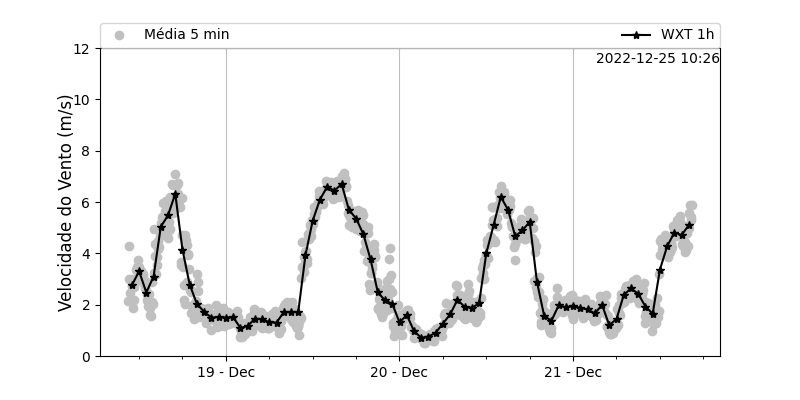 Média 5 min
WXT 1h
2022-12-25 10:26
Velocidade do Vento (m/s)
12
10
8
6
4
2
0
19 - Dec
20 - Dec
21 - Dec